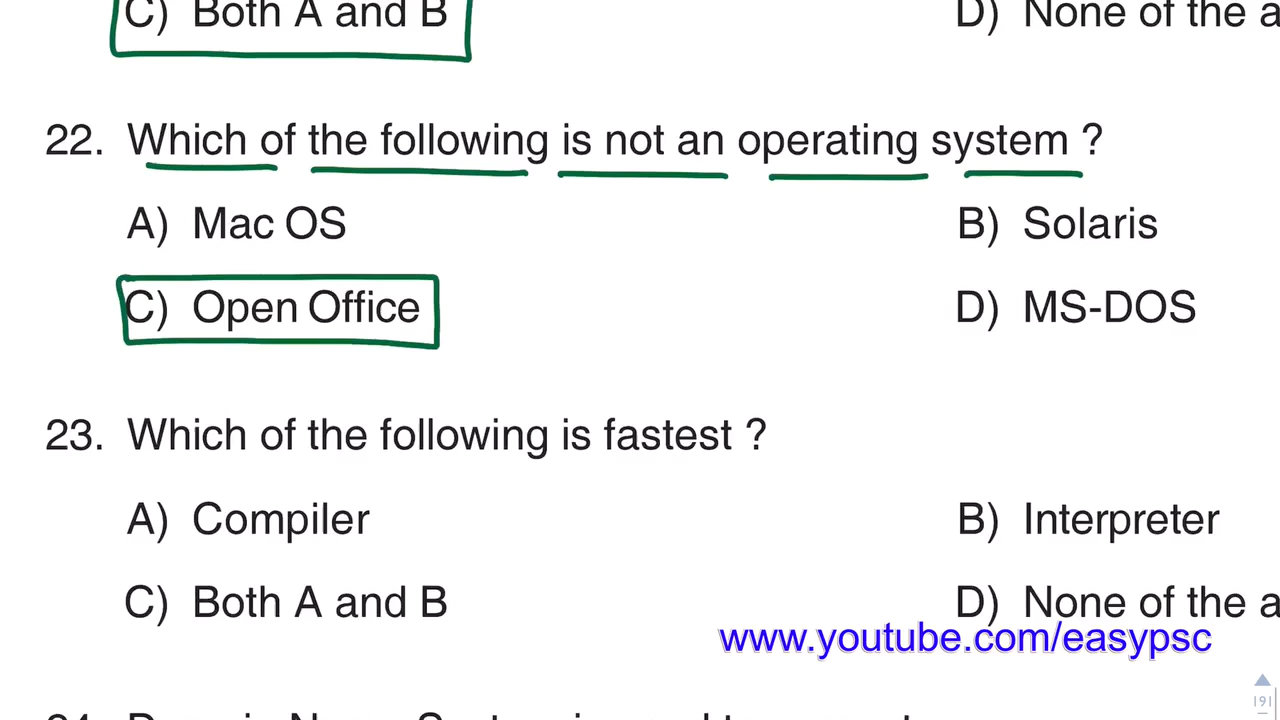 C) Both A and B
D) None of the a
22. Which of the following is not an operating system ?
A) Mac OS
B) Solaris
C) Open Office
D) MS-DOS
23. Which of the following is fastest ?
A) Compiler
B) Interpreter
C) Both A and B
D) None of the a
www.youtube.com/easypsc
191